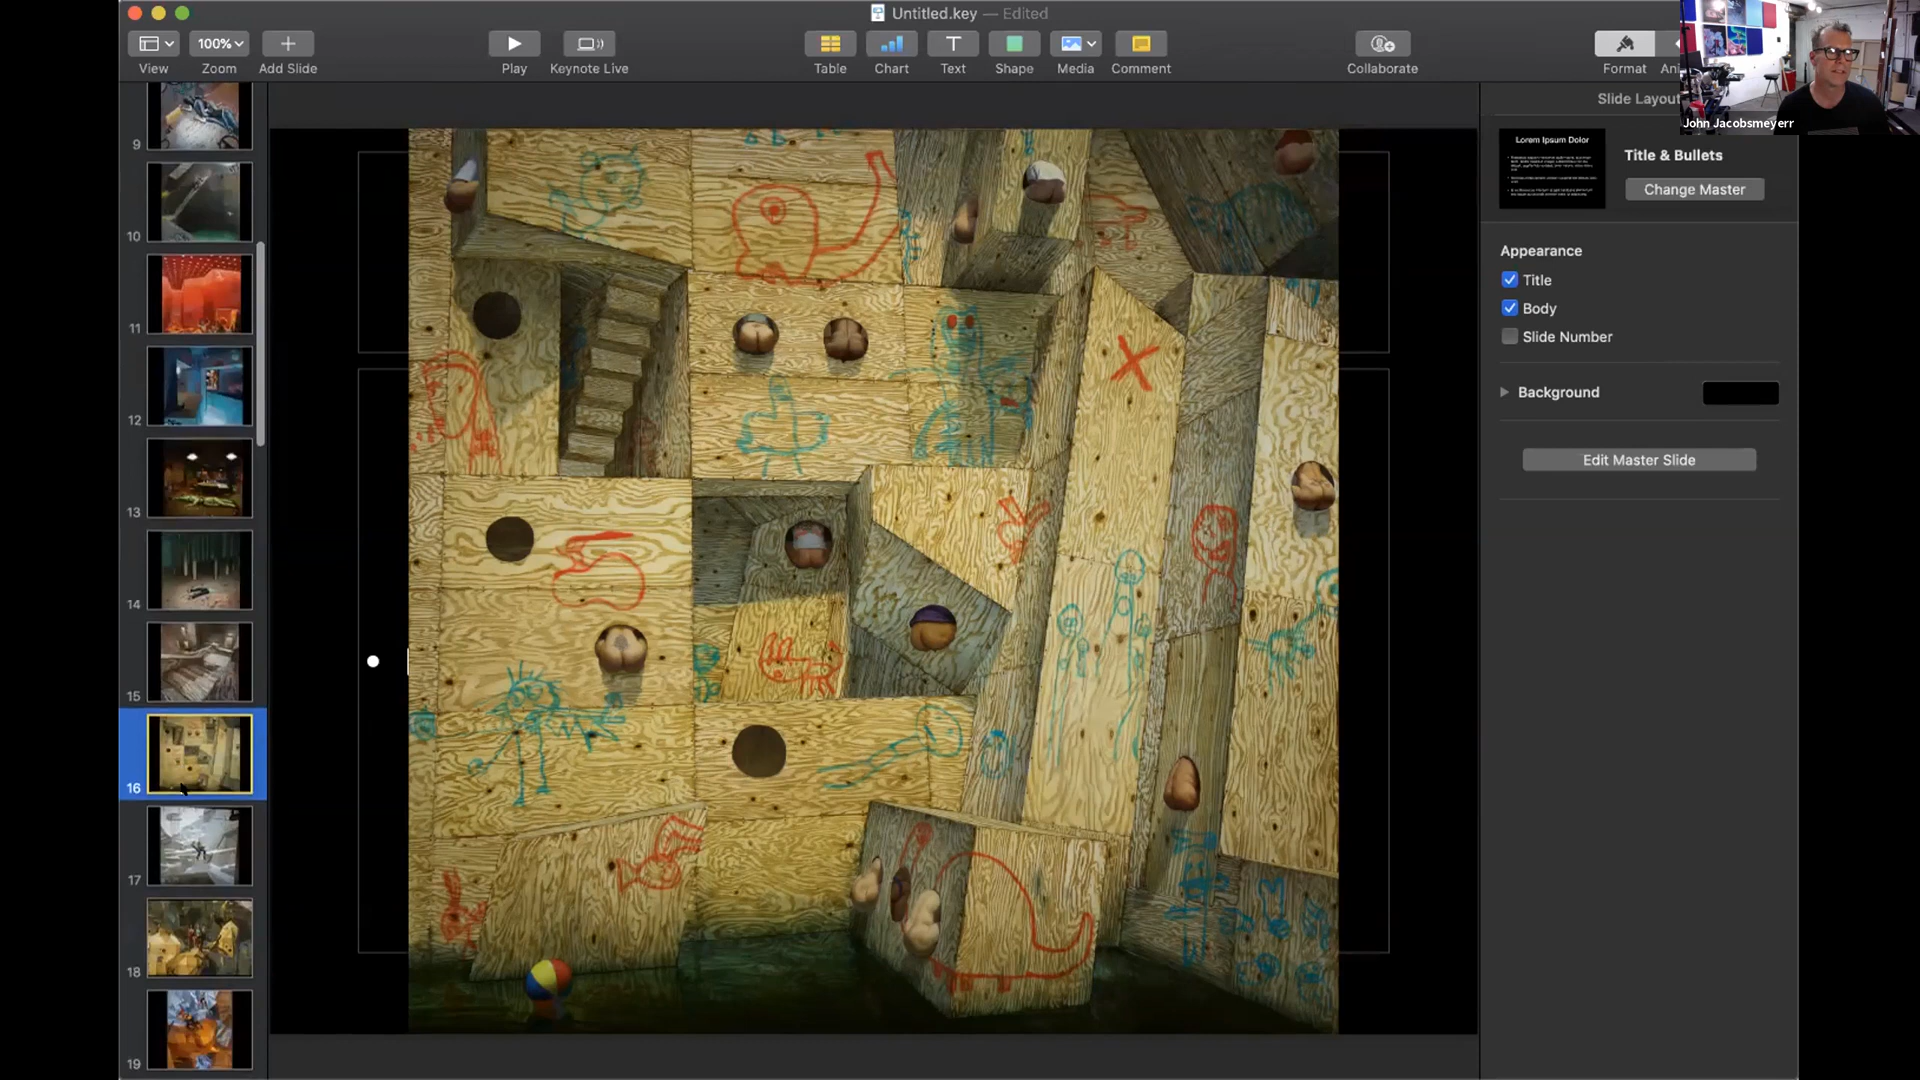 Untitled.key — Edited
100%
View
Zoom
Add Slide
Play
Keynote Live
Table
Chart
Text
Shape
Media
Comment
Collaborate
Format
Ani
Slide Layou
John Jacobsmeyerr
Lorem Ipsum Dolor
Title & Bullets
Change Master
Appearance
Title
Body
Slide Number
Background
Edit Master Slide
9
10
11
12
13
14
15
16
17
18
19
X